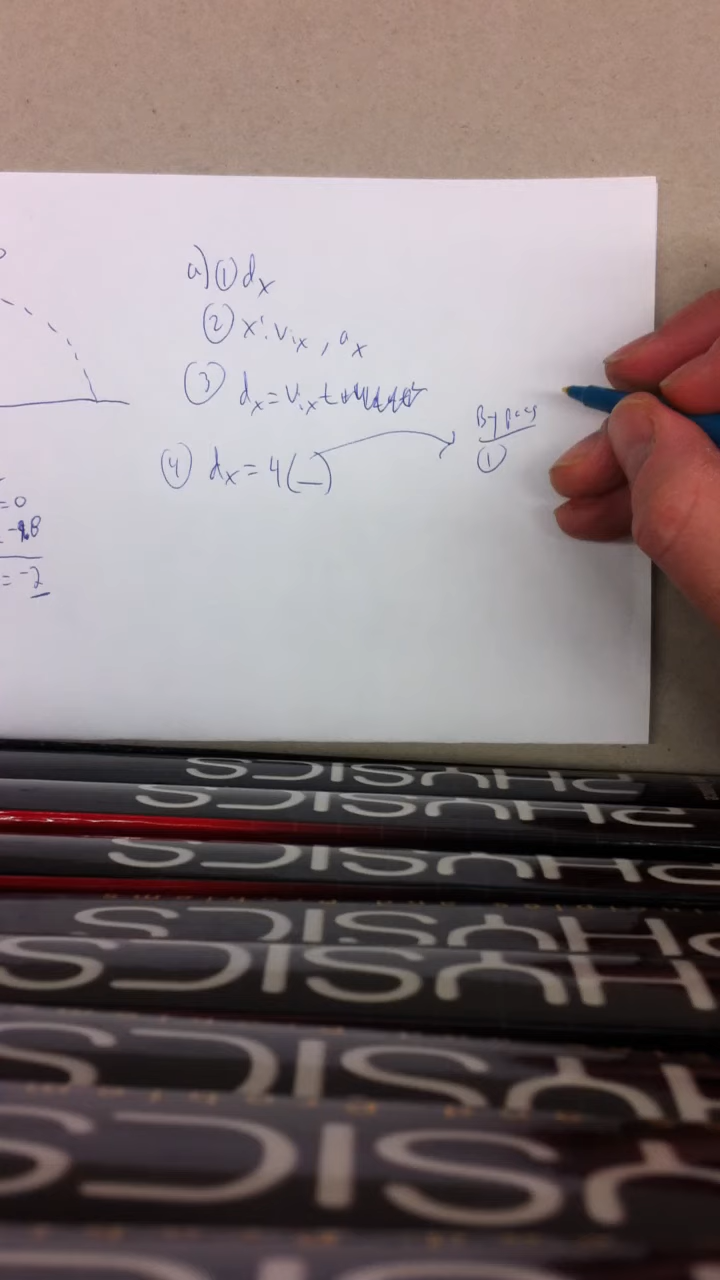 a) ① dx
② x: vix, ax
③ dx = vix t
④ dx = 4( _ )
Bypass
①
= 0
-9.8
= -2
PHYSICS
PHYSICS
PHYSICS
PHYSICS
PHYSICS
PHYSICS
PHYSICS